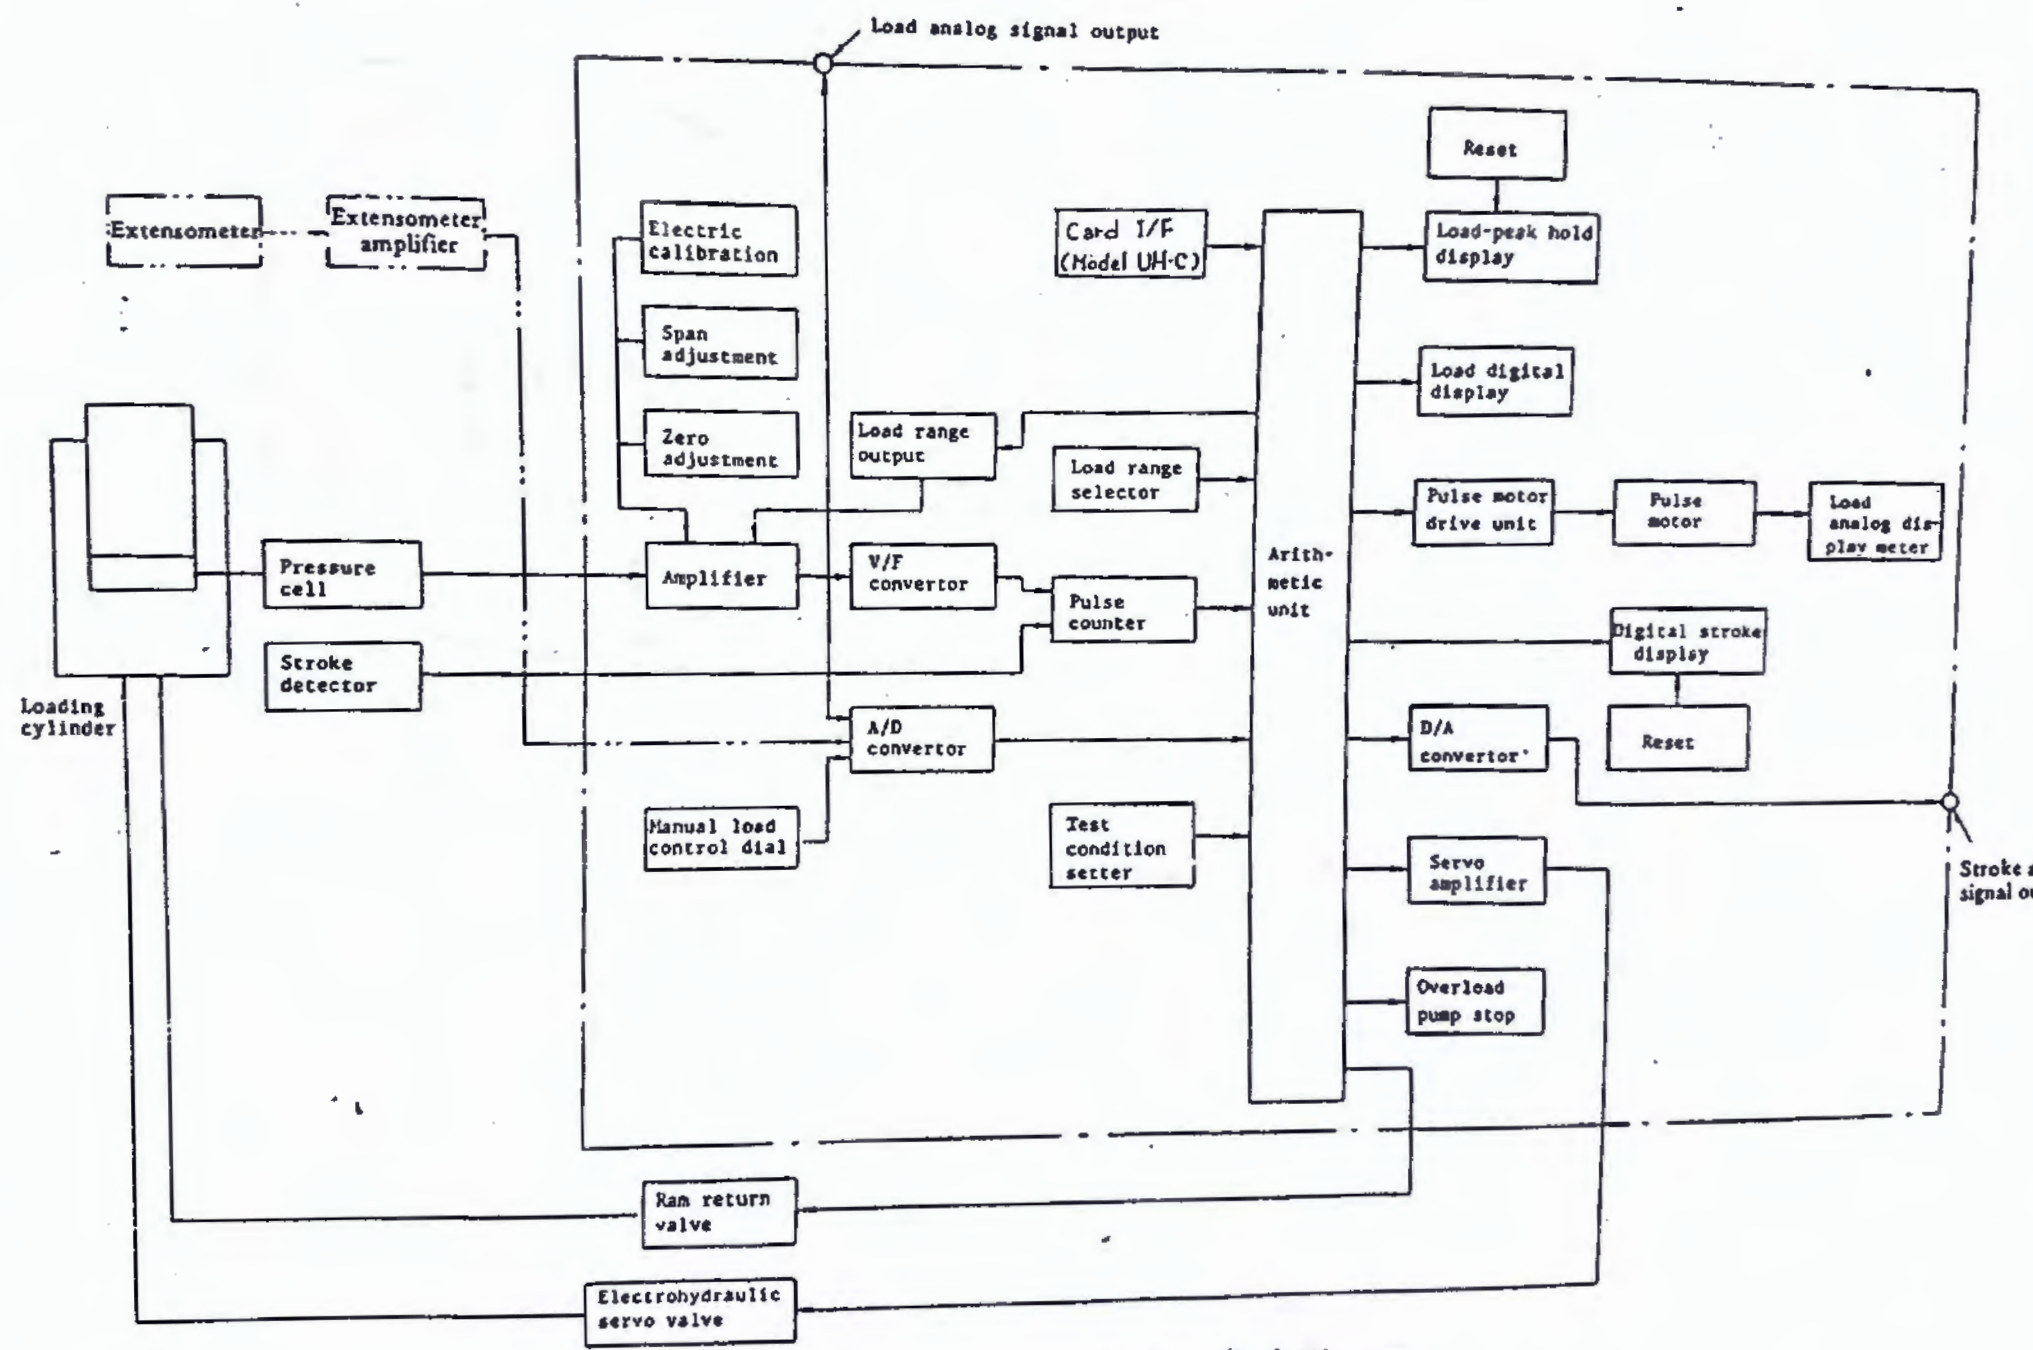 Load analog signal output
Reset
Extensometer
Extensometer
amplifier
Electric
calibration
Card I/F
(Model UH-C)
Load-peak hold
display
Span
adjustment
Load digital
display
Zero
adjustment
Load range
output
Load range
selector
Pulse motor
drive unit
Pulse
motor
Load
analog dis-
play meter
Pressure
cell
Amplifier
V/F
convertor
Pulse
counter
Arith-
metic
unit
Stroke
detector
Digital stroke
display
Loading
cylinder
A/D
convertor
D/A
convertor
Reset
Manual load
control dial
Test
condition
setter
Servo
amplifier
Stroke a
signal ou
Overload
pump stop
Ram return
valve
Electrohydraulic
servo valve